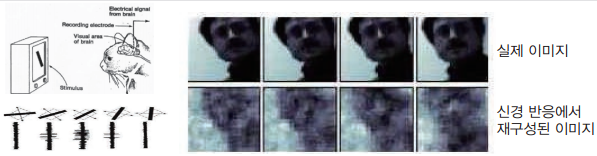 Electrical signal
from brain
Recording electrode
Visual area
of brain
Stimulus
실제 이미지
신경 반응에서
재구성된 이미지